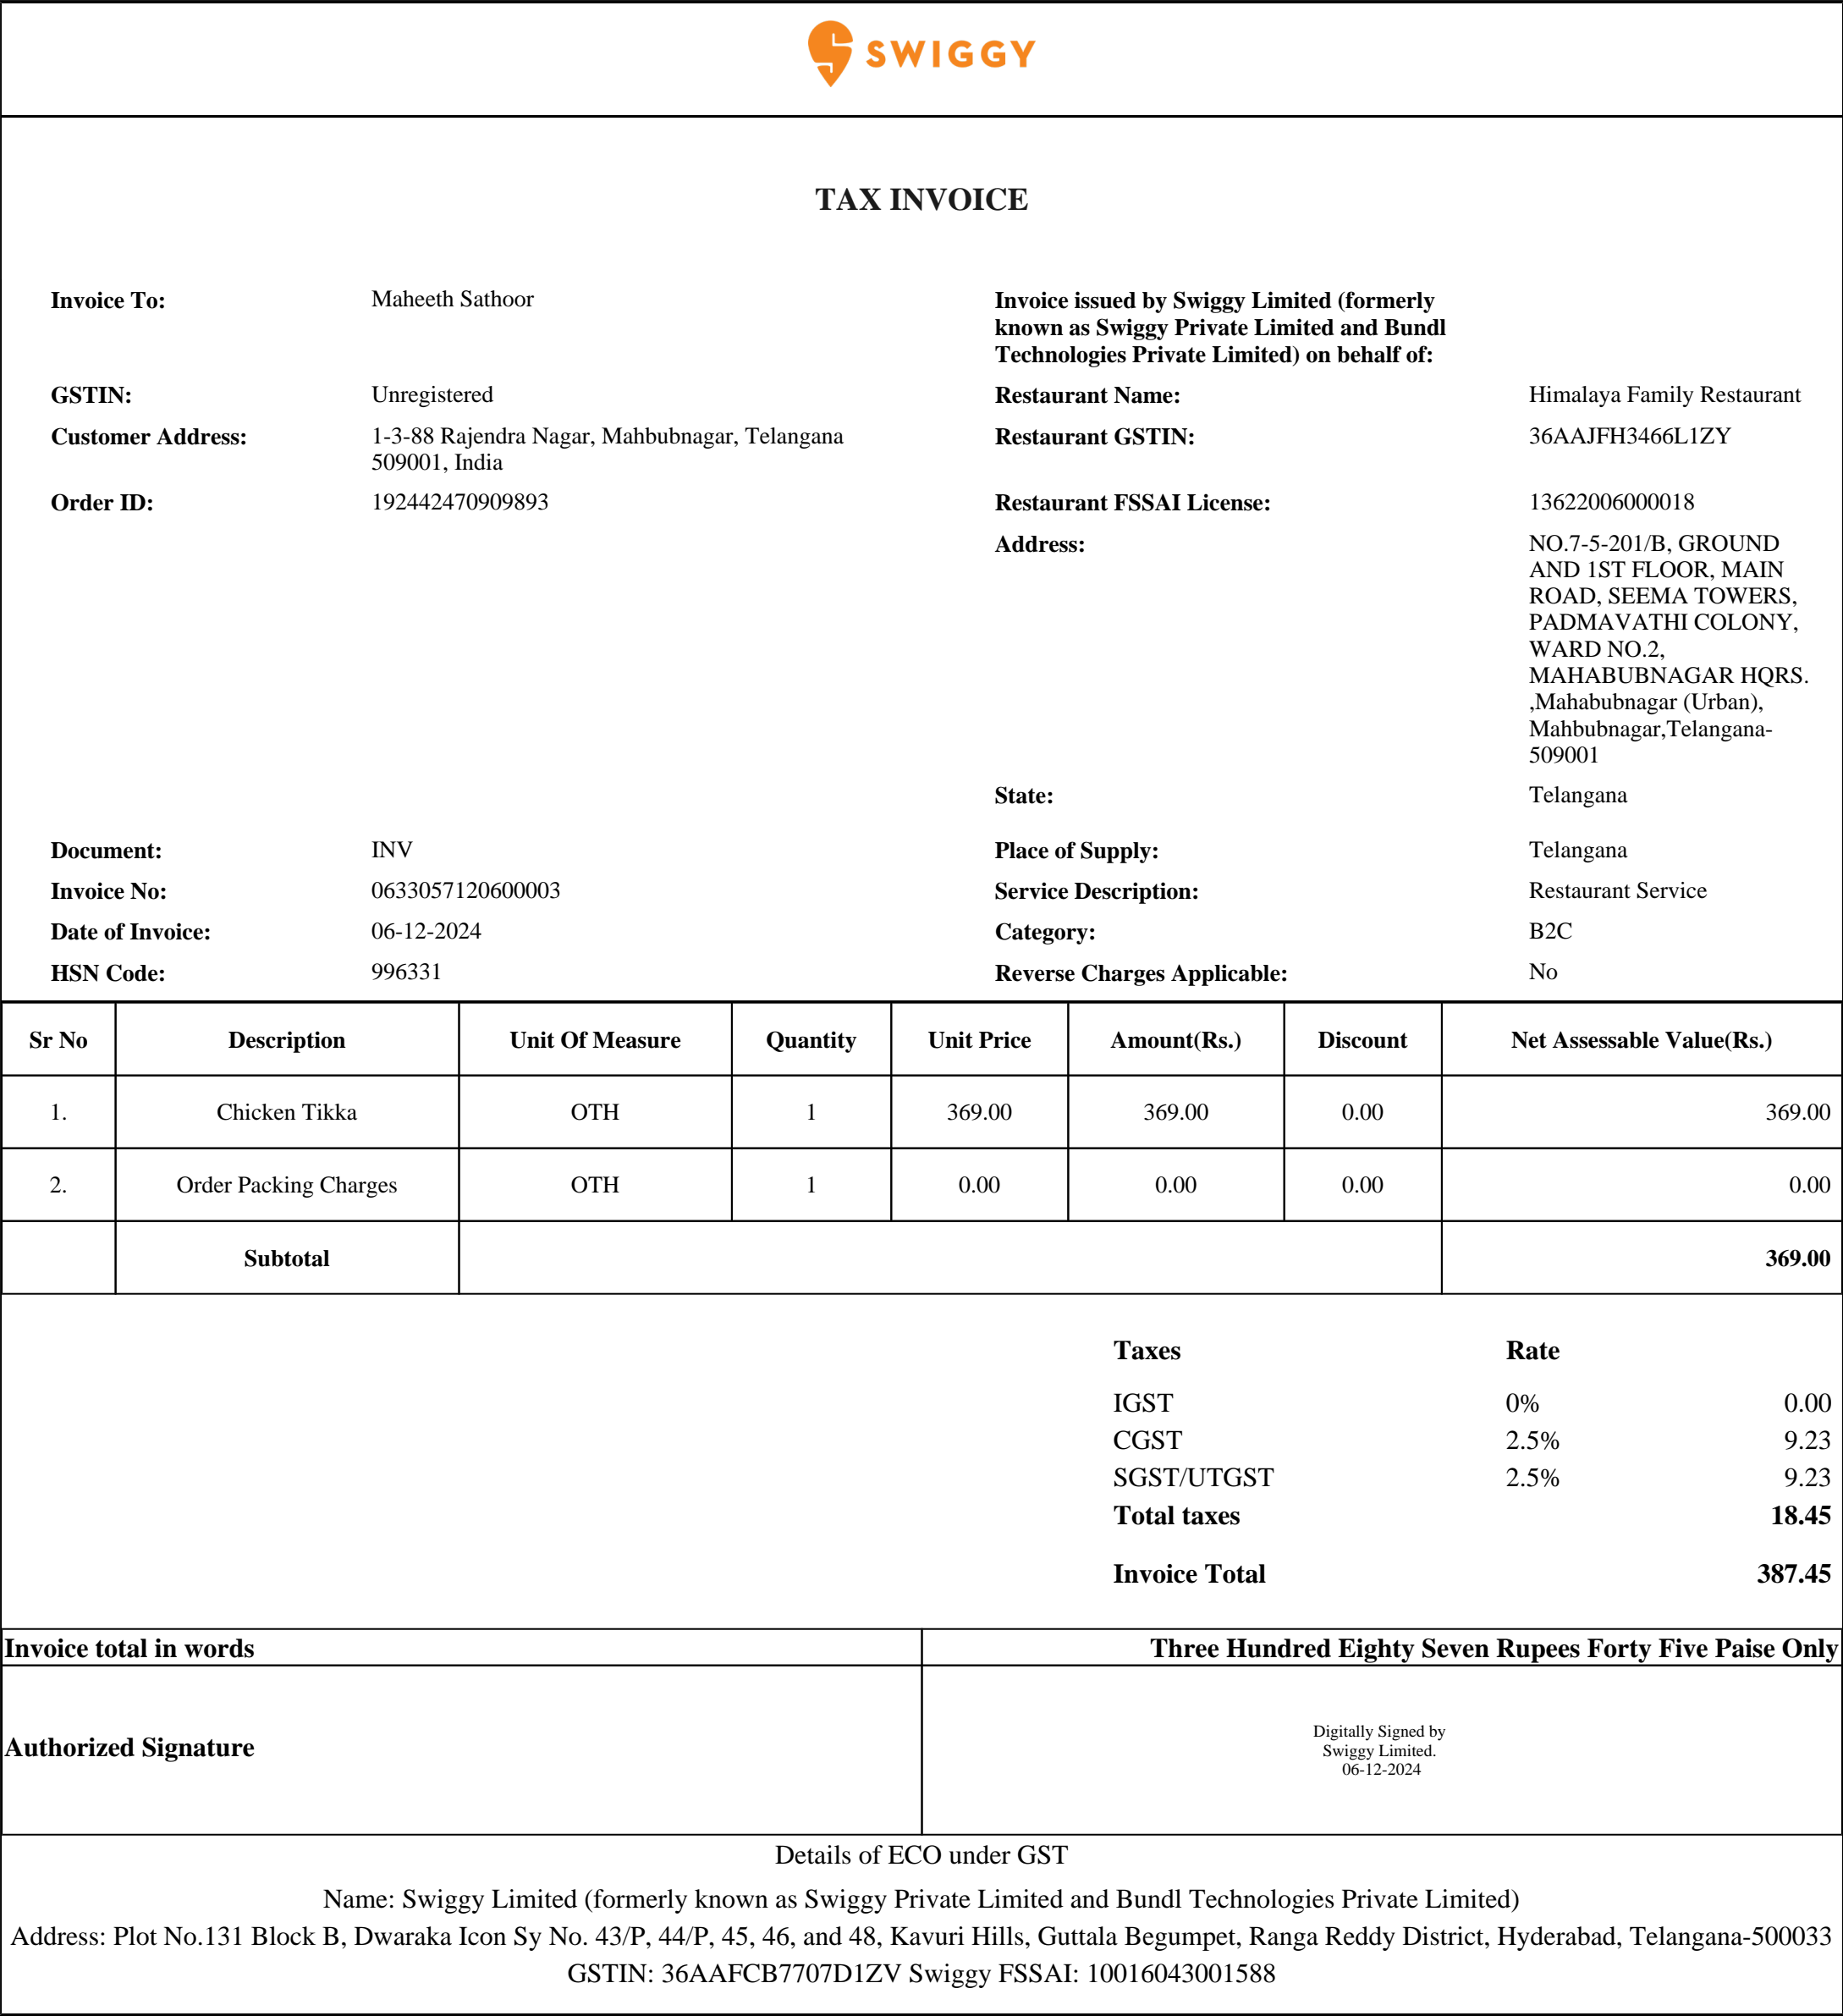 SWIGGY
TAX INVOICE
Invoice To: Maheeth Sathoor
Invoice issued by Swiggy Limited (formerly
known as Swiggy Private Limited and Bundl
Technologies Private Limited) on behalf of:
GSTIN: Unregistered Restaurant Name: Himalaya Family Restaurant
Customer Address: 1-3-88 Rajendra Nagar, Mahbubnagar, Telangana
509001, India
Restaurant GSTIN: 36AAJFH3466L1ZY
Order ID: 192442470909893 Restaurant FSSAI License: 13622006000018
Address: NO.7-5-201/B, GROUND
AND 1ST FLOOR, MAIN
ROAD, SEEMA TOWERS,
PADMAVATHI COLONY,
WARD NO.2,
MAHABUBNAGAR HQRS.
,Mahabubnagar (Urban),
Mahbubnagar,Telangana-
509001
State: Telangana
Document: INV Place of Supply: Telangana
Invoice No: 0633057120600003 Service Description: Restaurant Service
Date of Invoice: 06-12-2024 Category: B2C
HSN Code: 996331 Reverse Charges Applicable: No
Sr No Description Unit Of Measure Quantity Unit Price Amount(Rs.) Discount Net Assessable Value(Rs.)
1. Chicken Tikka OTH 1 369.00 369.00 0.00 369.00
2. Order Packing Charges OTH 1 0.00 0.00 0.00 0.00
Subtotal 369.00
Taxes Rate
IGST 0% 0.00
CGST 2.5% 9.23
SGST/UTGST 2.5% 9.23
Total taxes 18.45
Invoice Total 387.45
Invoice total in words Three Hundred Eighty Seven Rupees Forty Five Paise Only
Authorized Signature
Digitally Signed by
Swiggy Limited.
06-12-2024
Details of ECO under GST
Name: Swiggy Limited (formerly known as Swiggy Private Limited and Bundl Technologies Private Limited)
Address: Plot No.131 Block B, Dwaraka Icon Sy No. 43/P, 44/P, 45, 46, and 48, Kavuri Hills, Guttala Begumpet, Ranga Reddy District, Hyderabad, Telangana-500033
GSTIN: 36AAFCB7707D1ZV Swiggy FSSAI: 10016043001588